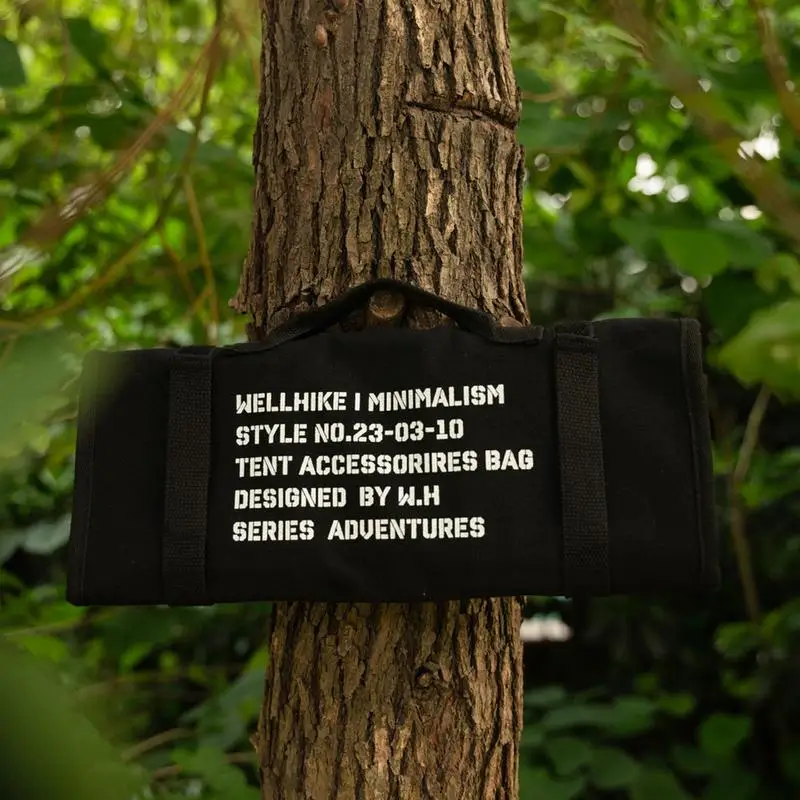 WELLHIKE I MINIMALISM
STYLE NO.23-03-10
TENT ACCESSORIRES BAG
DESIGNED BY W.H
SERIES ADVENTURES